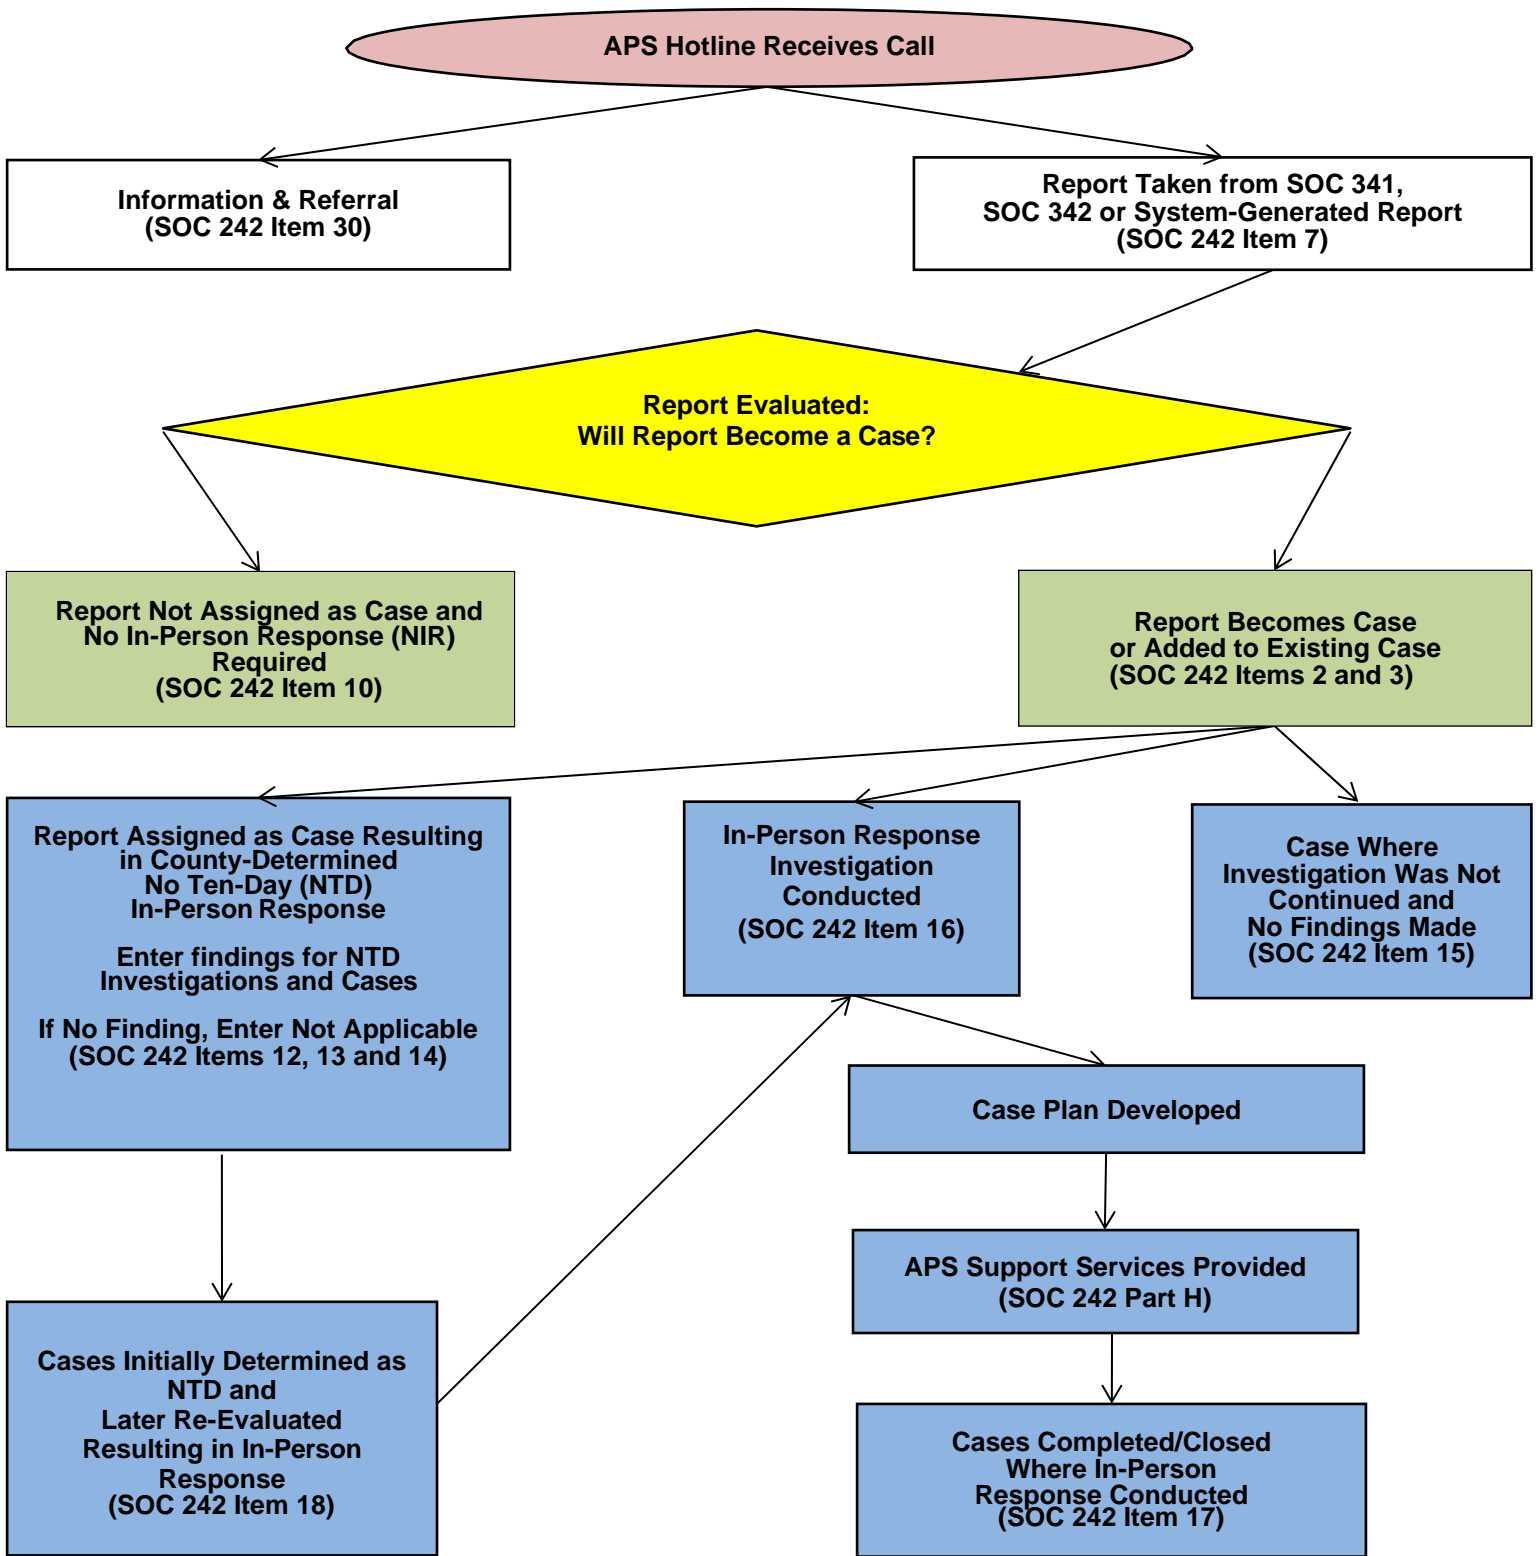 APS Hotline Receives Call
Information & Referral
(SOC 242 Item 30)
Report Taken from SOC 341,
SOC 342 or System-Generated Report
(SOC 242 Item 7)
Report Evaluated:
Will Report Become a Case?
Report Not Assigned as Case and
No In-Person Response (NIR)
Required
(SOC 242 Item 10)
Report Becomes Case
or Added to Existing Case
(SOC 242 Items 2 and 3)
Report Assigned as Case Resulting
in County-Determined
No Ten-Day (NTD)
In-Person Response
Enter findings for NTD
Investigations and Cases
If No Finding, Enter Not Applicable
(SOC 242 Items 12, 13 and 14)
In-Person Response
Investigation
Conducted
(SOC 242 Item 16)
Case Where
Investigation Was Not
Continued and
No Findings Made
(SOC 242 Item 15)
Case Plan Developed
APS Support Services Provided
(SOC 242 Part H)
Cases Initially Determined as
NTD and
Later Re-Evaluated
Resulting in In-Person
Response
(SOC 242 Item 18)
Cases Completed/Closed
Where In-Person
Response Conducted
(SOC 242 Item 17)